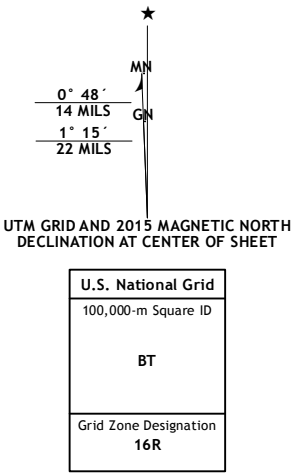 ★
MN
0° 48´
14 MILS
GN
1° 15´
22 MILS
UTM GRID AND 2015 MAGNETIC NORTH
DECLINATION AT CENTER OF SHEET
U.S. National Grid
100,000-m Square ID
BT
Grid Zone Designation
16R